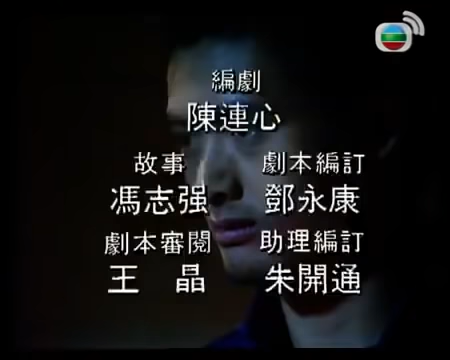 編劇
陳連心
故事 劇本編訂
馮志强 鄧永康
劇本審閱 助理編訂
王 晶 朱開通